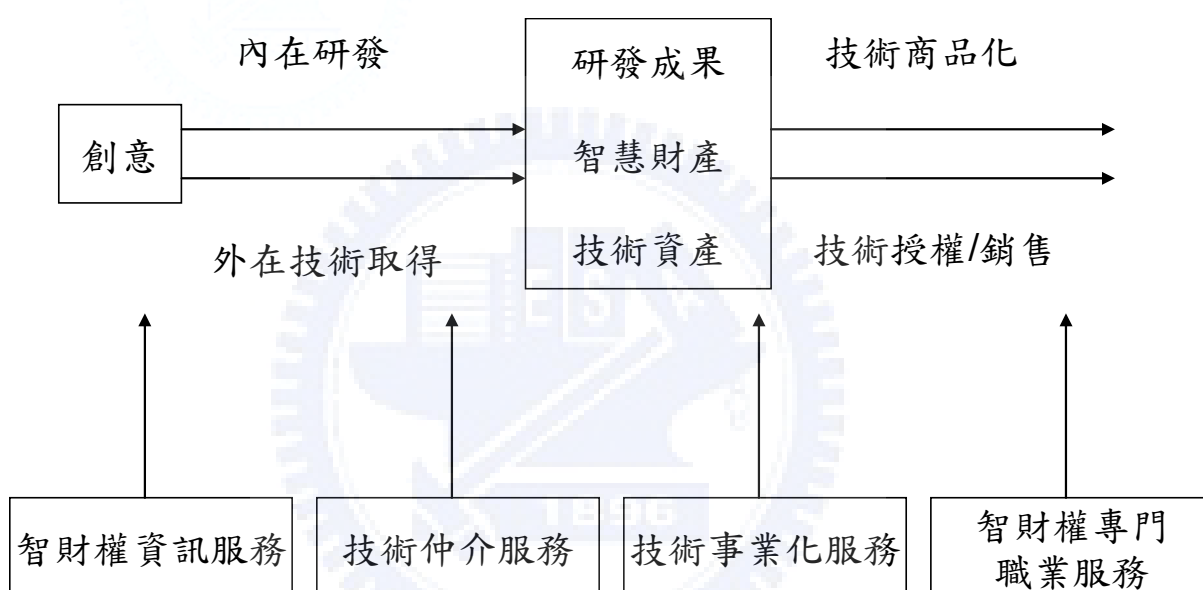 內在研發
研發成果
技術商品化
創意
智慧財產
外在技術取得
技術資產
技術授權/銷售
ES
1896
智財權資訊服務
技術仲介服務
技術事業化服務
智財權專門
職業服務